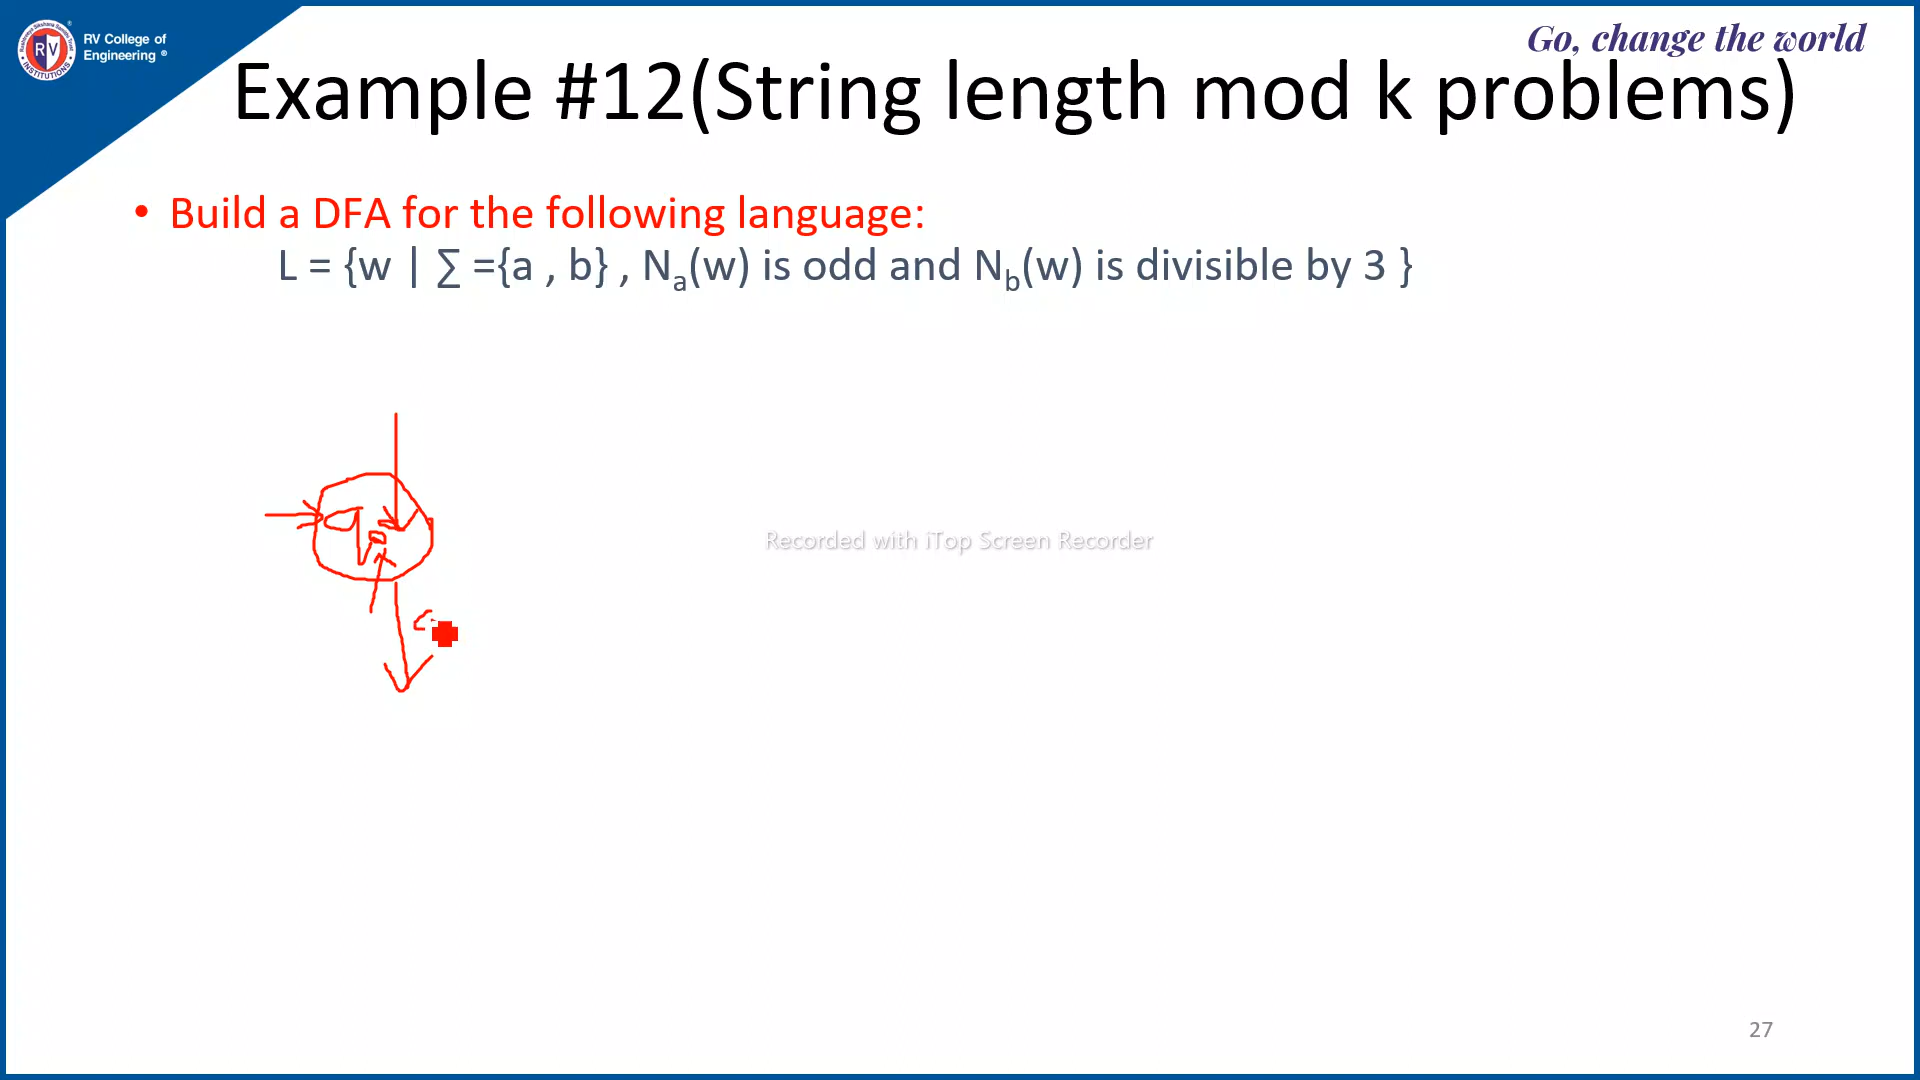 RV College of
Engineering ®
Go, change the world
Example #12(String length mod k problems)
• Build a DFA for the following language:
L = {w | ∑ ={a , b} , Na(w) is odd and Nb(w) is divisible by 3 }
Recorded with iTop Screen Recorder
27